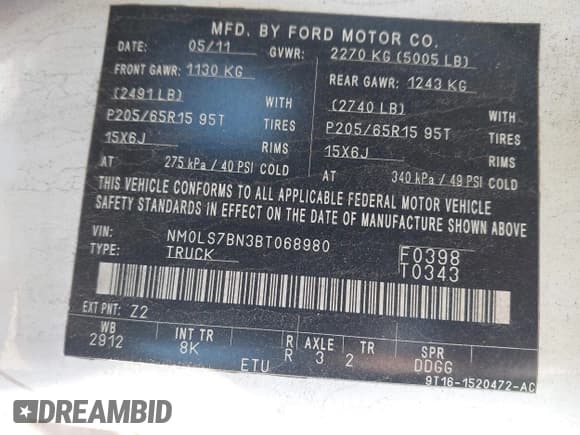 MFD. BY FORD MOTOR CO.
DATE: 05/11 GVWR: 2270 KG (5005 LB)
FRONT GAWR: 1130 KG REAR GAWR: 1243 KG
(2491 LB) WITH (2740 LB) WITH
P205/65R15 95T TIRES P205/65R15 95T TIRES
15X6J RIMS 15X6J RIMS
AT 275 kPa / 40 PSI COLD AT 340 kPa / 49 PSI COLD
THIS VEHICLE CONFORMS TO ALL APPLICABLE FEDERAL MOTOR VEHICLE
SAFETY STANDARDS IN EFFECT ON THE DATE OF MANUFACTURE SHOWN ABOVE
VIN: NM0LS7BN3BT068980 F0398
TYPE: TRUCK T0343
EXT PNT: Z2
WB INT TR R AXLE TR SPR
2912 8K R 3 2 DDGG
ETU 9T16-1520472-AC
DREAMBID